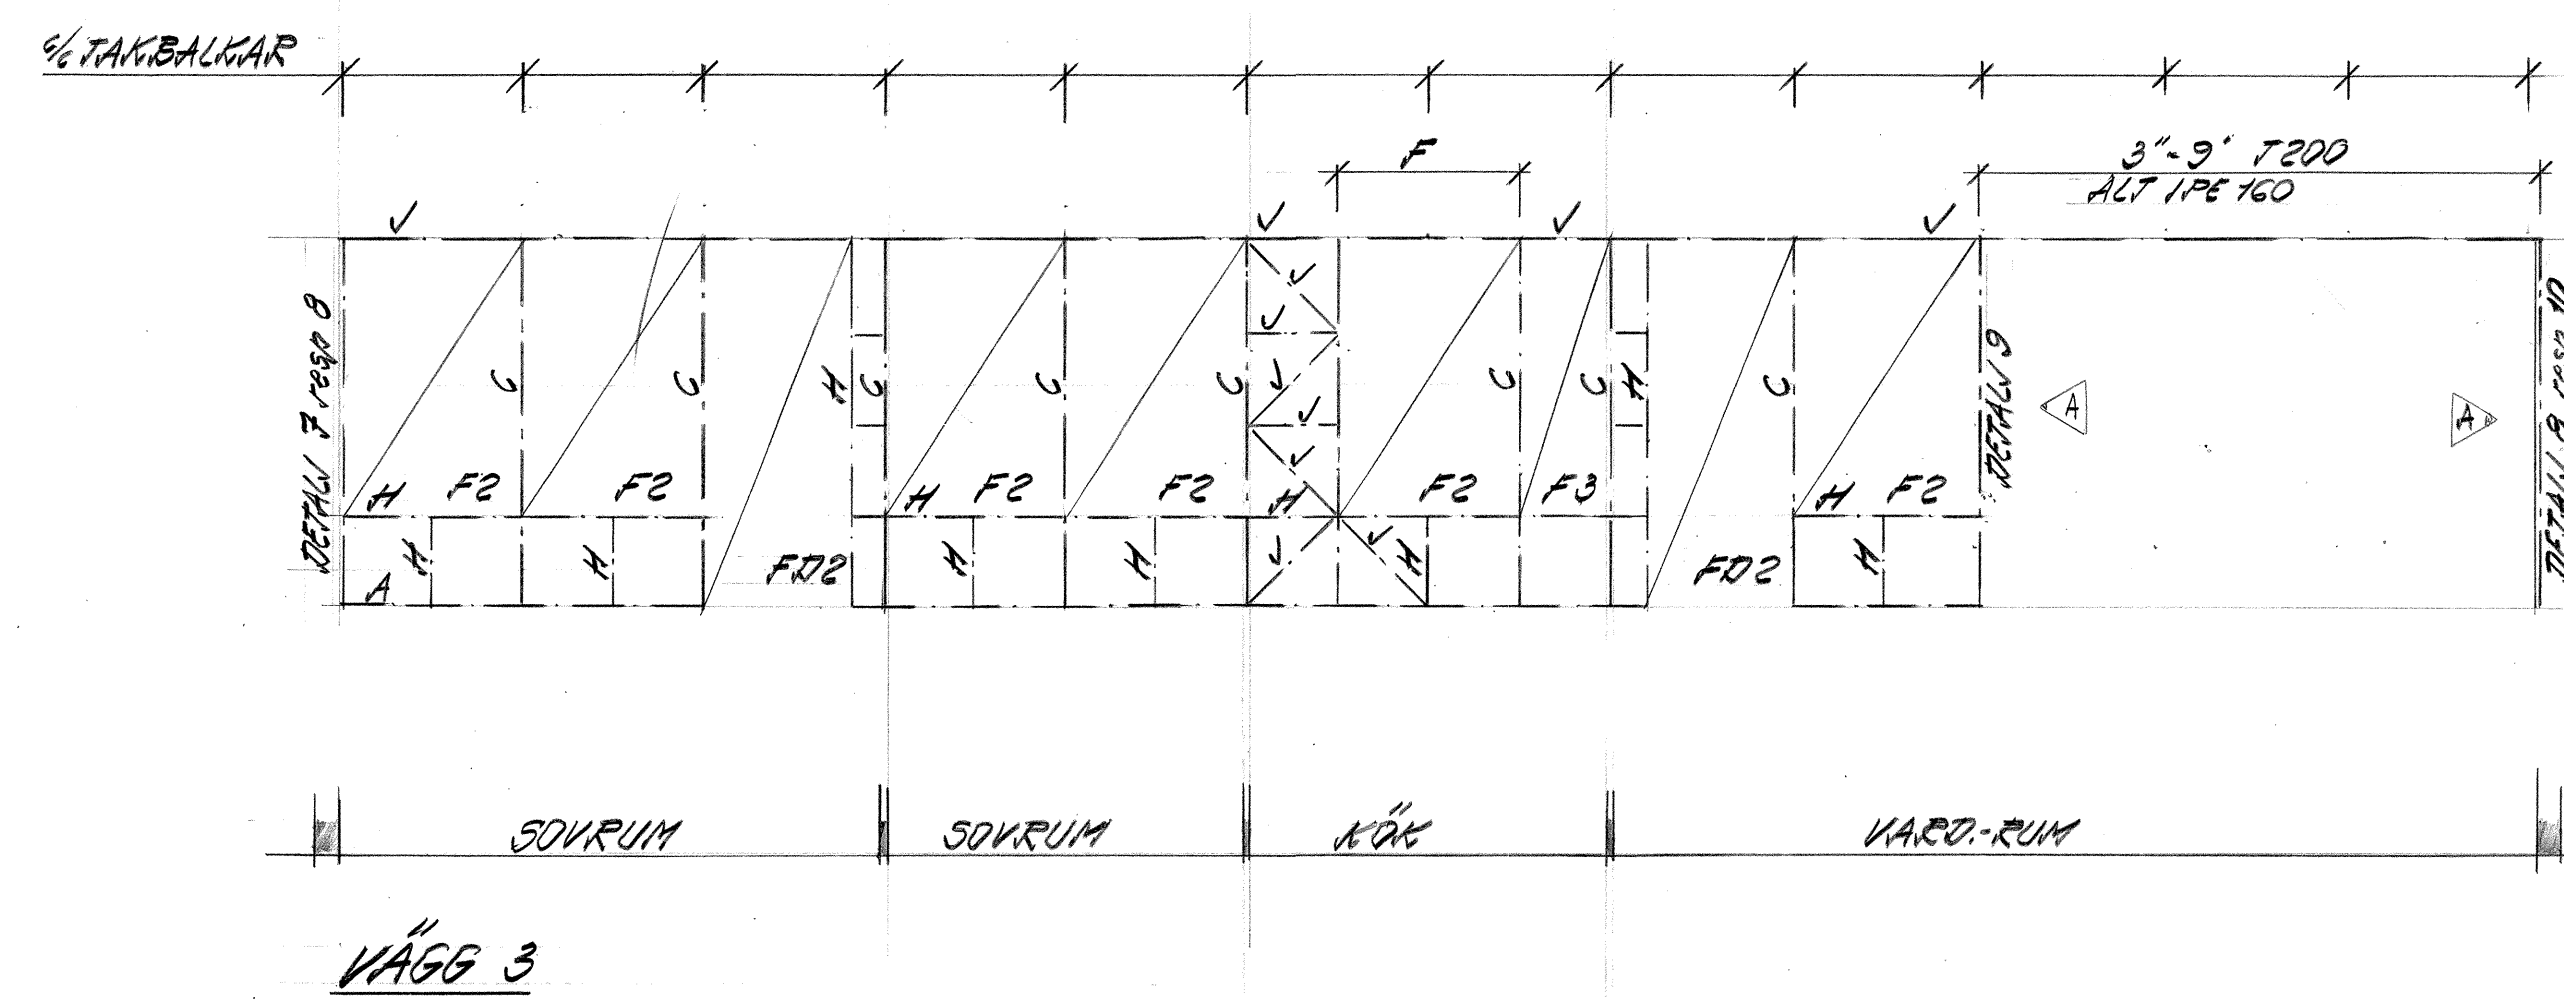 c/c TAKBALKAR
F
3"-9" T200
ALT IPE 160
DETALJ 7 resp 8
C
C
H
C
C
C
C
C
H
C
DETALJ 9
A
A
DETALJ 8 resp 10
H
F2
F2
H
F2
F2
H
F2
F3
H
F2
H
H
H
H
H
H
A
FD2
FD2
SOVRUM
SOVRUM
KÖK
VARD.-RUM
VÄGG 3